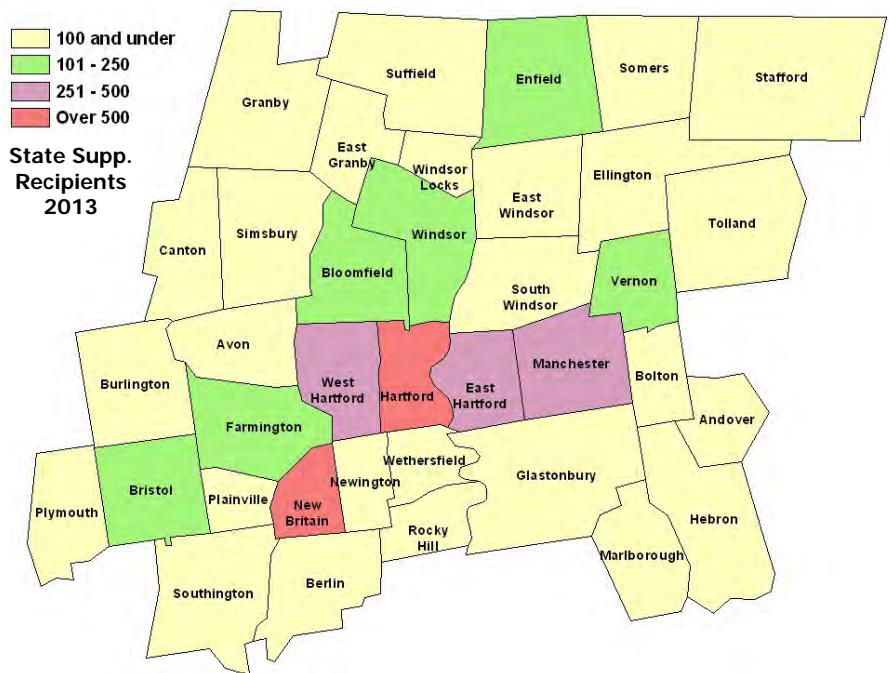 100 and under
101 - 250
251 - 500
Over 500
State Supp.
Recipients
2013
Suffield
Enfield
Somers
Stafford
Granby
East
Granby
Windsor
Locks
East
Windsor
Ellington
Tolland
Canton
Simsbury
Bloomfield
Windsor
South
Windsor
Vernon
Avon
Burlington
West
Hartford
Hartford
East
Hartford
Manchester
Bolton
Andover
Farmington
Bristol
Plymouth
Plainville
New
Britain
Newington
Wethersfield
Glastonbury
Rocky
Hill
Hebron
Marlborough
Southington
Berlin